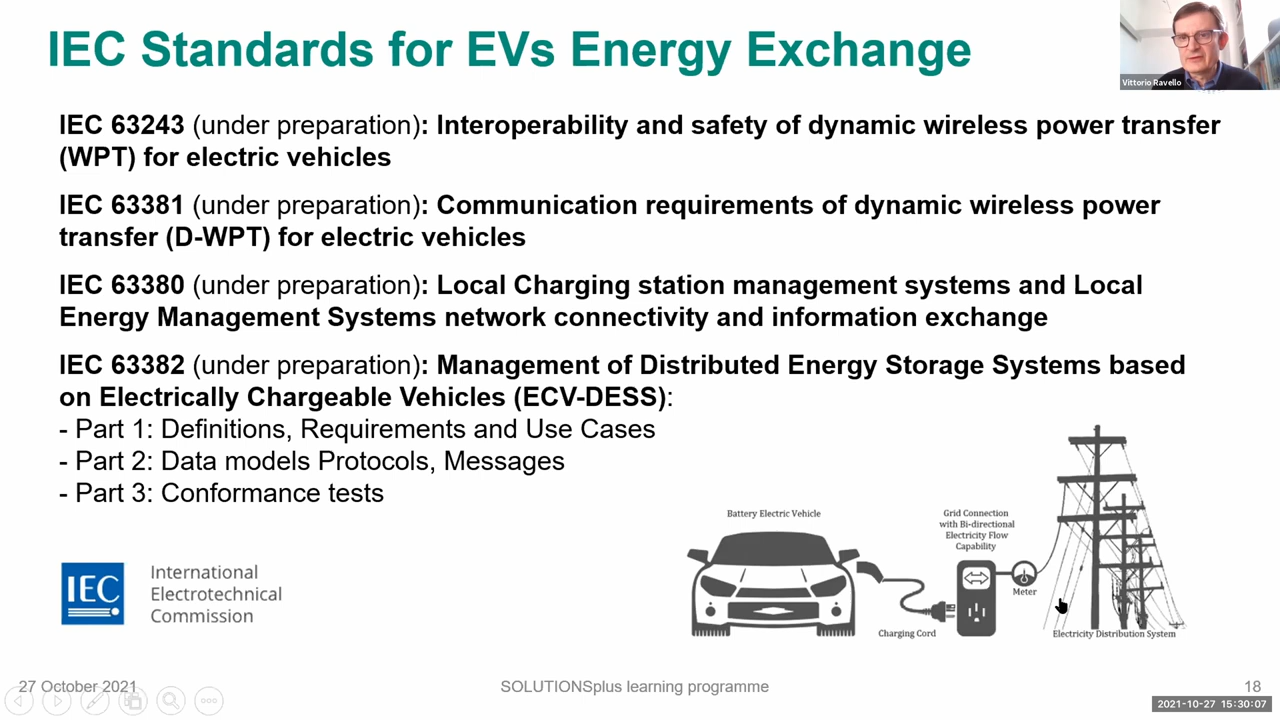 IEC Standards for EVs Energy Exchange
Vittorio Ravello
IEC 63243 (under preparation): Interoperability and safety of dynamic wireless power transfer
(WPT) for electric vehicles
IEC 63381 (under preparation): Communication requirements of dynamic wireless power
transfer (D-WPT) for electric vehicles
IEC 63380 (under preparation): Local Charging station management systems and Local
Energy Management Systems network connectivity and information exchange
IEC 63382 (under preparation): Management of Distributed Energy Storage Systems based
on Electrically Chargeable Vehicles (ECV-DESS):
- Part 1: Definitions, Requirements and Use Cases
- Part 2: Data models Protocols, Messages
- Part 3: Conformance tests
Battery Electric Vehicle
Grid Connection
with Bi-directional
Electricity Flow
Capability
Meter
Charging Cord
Electricity Distribution System
IEC
International
Electrotechnical
Commission
27 October 2021
SOLUTIONSplus learning programme
18
2021-10-27 15:30:07